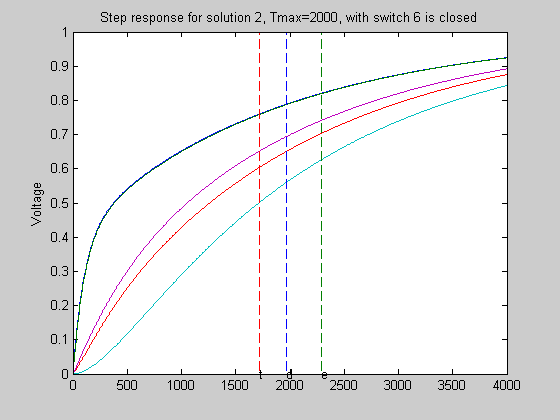 Step response for solution 2, Tmax=2000, with switch 6 is closed
1
0.9
0.8
0.7
0.6
0.5
0.4
0.3
0.2
0.1
0
Voltage
t d e
0 500 1000 1500 2000 2500 3000 3500 4000